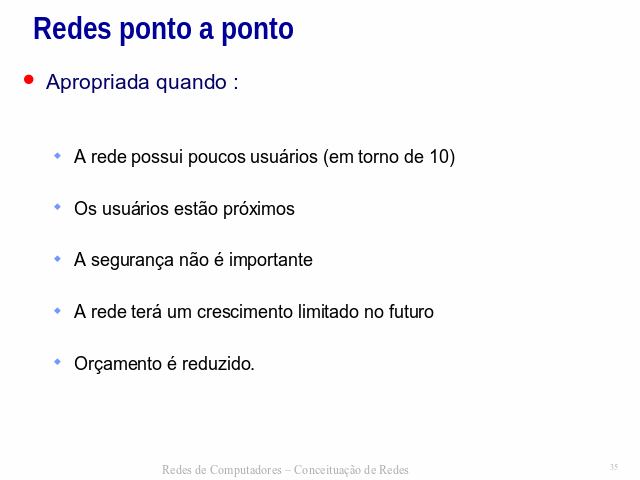 Redes ponto a ponto
Apropriada quando :
A rede possui poucos usuários (em torno de 10)
Os usuários estão próximos
A segurança não é importante
A rede terá um crescimento limitado no futuro
Orçamento é reduzido.
Redes de Computadores – Conceituação de Redes
35